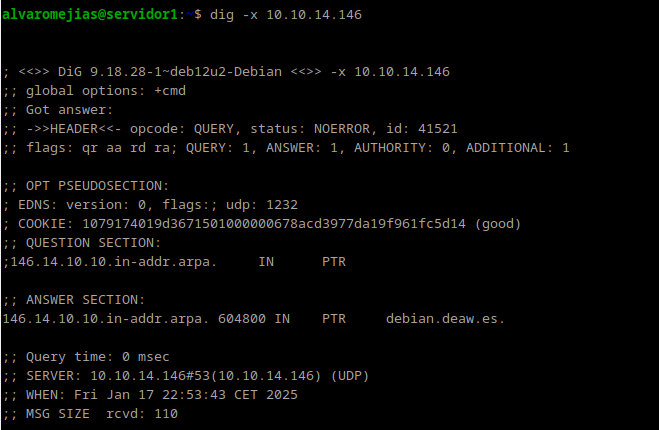 alvaromejias@servidor1:~$ dig -x 10.10.14.146
; <<>> DiG 9.18.28-1~deb12u2-Debian <<>> -x 10.10.14.146
;; global options: +cmd
;; Got answer:
;; ->>HEADER<<- opcode: QUERY, status: NOERROR, id: 41521
;; flags: qr aa rd ra; QUERY: 1, ANSWER: 1, AUTHORITY: 0, ADDITIONAL: 1
;; OPT PSEUDOSECTION:
; EDNS: version: 0, flags:; udp: 1232
; COOKIE: 1079174019d3671501000000678acd3977da19f961fc5d14 (good)
;; QUESTION SECTION:
;146.14.10.10.in-addr.arpa. IN PTR
;; ANSWER SECTION:
146.14.10.10.in-addr.arpa. 604800 IN PTR debian.deaw.es.
;; Query time: 0 msec
;; SERVER: 10.10.14.146#53(10.10.14.146) (UDP)
;; WHEN: Fri Jan 17 22:53:43 CET 2025
;; MSG SIZE rcvd: 110